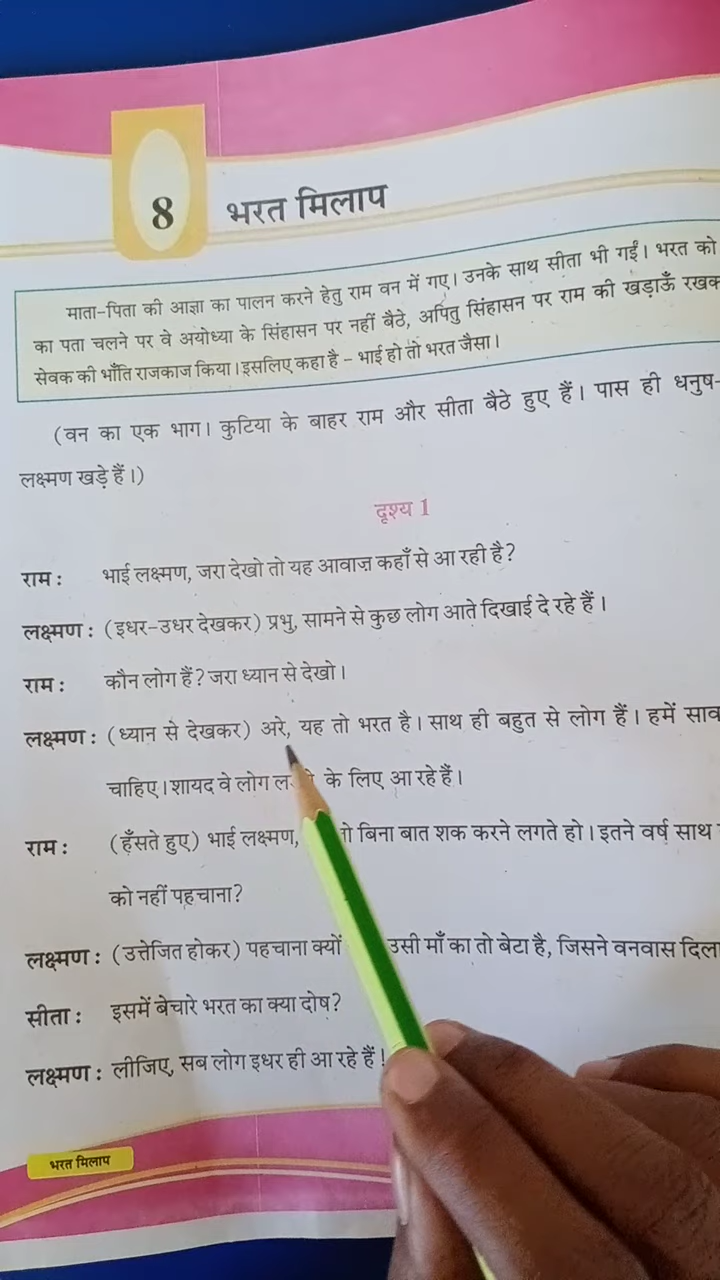 8
भरत मिलाप
माता-पिता की आज्ञा का पालन करने हेतु राम वन में गए। उनके साथ सीता भी गईं। भरत को
का पता चलने पर वे अयोध्या के सिंहासन पर नहीं बैठे, अपितु सिंहासन पर राम की खड़ाऊँ रखक
सेवक की भाँति राजकाज किया। इसलिए कहा है – भाई हो तो भरत जैसा।
(वन का एक भाग। कुटिया के बाहर राम और सीता बैठे हुए हैं। पास ही धनुष-
लक्ष्मण खड़े हैं।)
दृश्य 1
राम : भाई लक्ष्मण, जरा देखो तो यह आवाज़ कहाँ से आ रही है?
लक्ष्मण : (इधर-उधर देखकर) प्रभु, सामने से कुछ लोग आते दिखाई दे रहे हैं।
राम : कौन लोग हैं? जरा ध्यान से देखो।
लक्ष्मण : (ध्यान से देखकर) अरे, यह तो भरत है। साथ ही बहुत से लोग हैं। हमें साव
चाहिए। शायद वे लोग के लिए आ रहे हैं।
राम : (हँसते हुए) भाई लक्ष्मण, बिना बात शक करने लगते हो। इतने वर्ष साथ
को नहीं पहचाना?
लक्ष्मण : (उत्तेजित होकर) पहचाना क्यों उसी माँ का तो बेटा है, जिसने वनवास दिला
सीता : इसमें बेचारे भरत का क्या दोष?
लक्ष्मण : लीजिए, सब लोग इधर ही आ रहे हैं!
भरत मिलाप